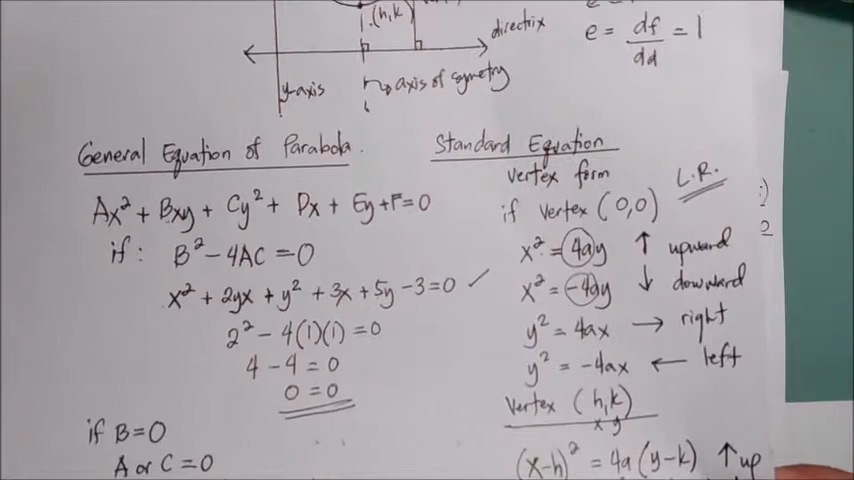 (h,k)
directrix
e = df/dd = 1
y-axis
axis of symetry
General Equation of Parabola.
Ax² + Bxy + Cy² + Dx + Ey + F = 0
if : B² - 4AC = 0
x² + 2yx + y² + 3x + 5y - 3 = 0 ✓
2² - 4(1)(1) = 0
4 - 4 = 0
0 = 0
if B = 0
A or C = 0
Standard Equation
vertex form
L.R.
if vertex (0,0)
x² = 4ay ↑ upward
x² = -4ay ↓ downward
y² = 4ax → right
y² = -4ax ← left
Vertex (h,k)
x y
(x-h)² = 4a(y-k) ↑ up